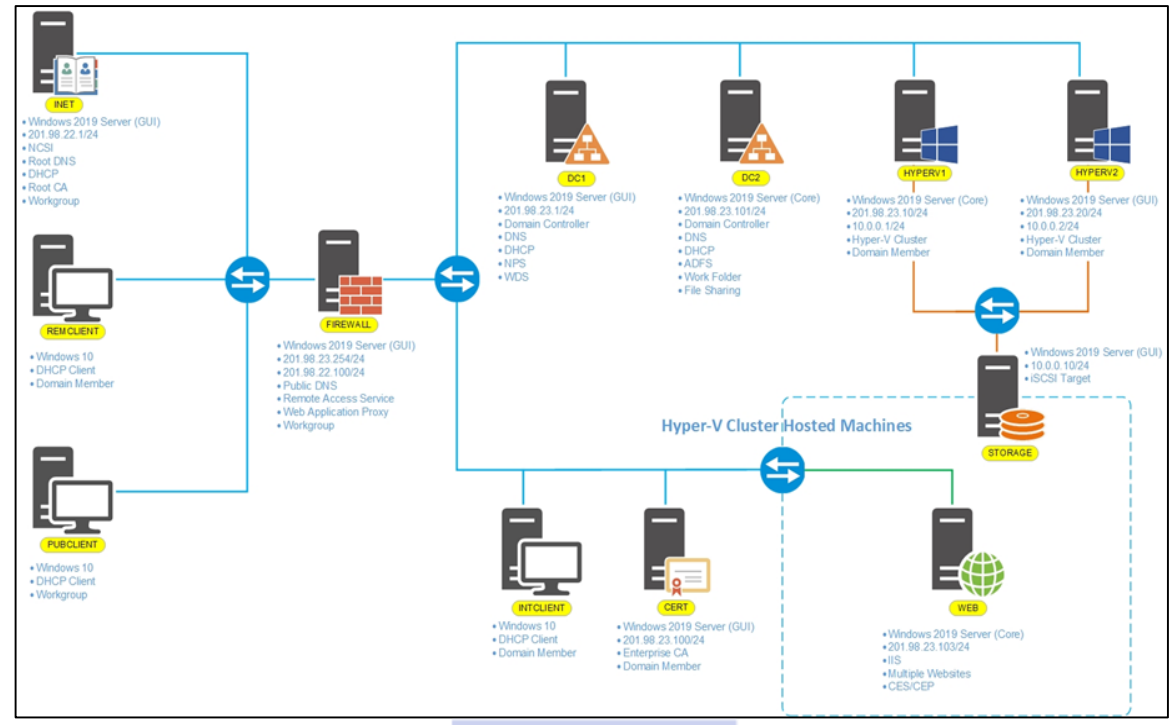 INET
• Windows 2019 Server (GUI)
• 201.98.22.1/24
• NCSI
• Root DNS
• DHCP
• Root CA
• Workgroup
REMCLIENT
• Windows 10
• DHCP Client
• Domain Member
PUBCLIENT
• Windows 10
• DHCP Client
• Workgroup
FIREWALL
• Windows 2019 Server (GUI)
• 201.98.23.254/24
• 201.98.22.100/24
• Public DNS
• Remote Access Service
• Web Application Proxy
• Workgroup
DC1
• Windows 2019 Server (GUI)
• 201.98.23.1/24
• Domain Controller
• DNS
• DHCP
• NPS
• WDS
DC2
• Windows 2019 Server (Core)
• 201.98.23.101/24
• Domain Controller
• DNS
• DHCP
• ADFS
• Work Folder
• File Sharing
HYPERV1
• Windows 2019 Server (Core)
• 201.98.23.10/24
• 10.0.0.1/24
• Hyper-V Cluster
• Domain Member
HYPERV2
• Windows 2019 Server (GUI)
• 201.98.23.20/24
• 10.0.0.2/24
• Hyper-V Cluster
• Domain Member
• Windows 2019 Server (GUI)
• 10.0.0.10/24
• iSCSI Target
STORAGE
Hyper-V Cluster Hosted Machines
INTCLIENT
• Windows 10
• DHCP Client
• Domain Member
CERT
• Windows 2019 Server (GUI)
• 201.98.23.100/24
• Enterprise CA
• Domain Member
WEB
• Windows 2019 Server (Core)
• 201.98.23.103/24
• IIS
• Multiple Websites
• CES/CEP